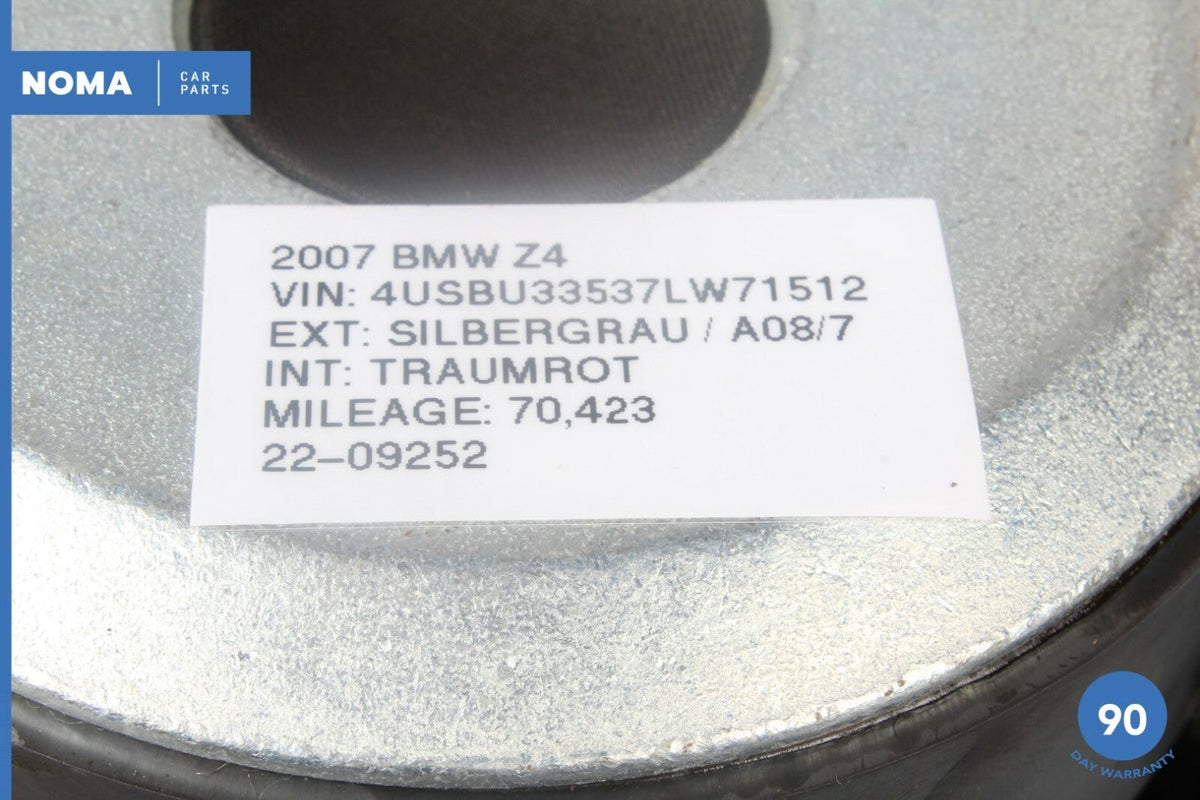 NOMA
CAR
PARTS
2007 BMW Z4
VIN: 4USBU33537LW71512
EXT: SILBERGRAU / A08/7
INT: TRAUMROT
MILEAGE: 70,423
22-09252
90
DAY WARRANTY